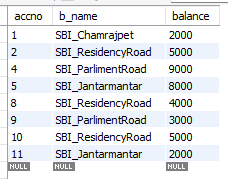 accno b_name balance
1 SBI_Chamrajpet 2000
2 SBI_ResidencyRoad 5000
4 SBI_ParlimentRoad 9000
5 SBI_Jantarmantar 8000
8 SBI_ResidencyRoad 4000
9 SBI_ParlimentRoad 3000
10 SBI_ResidencyRoad 5000
11 SBI_Jantarmantar 2000
NULL NULL NULL